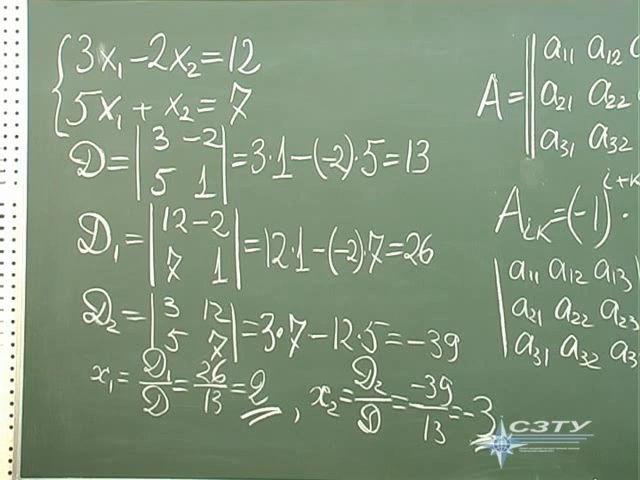 3x₁ − 2x₂ = 12
5x₁ + x₂ = 7
D = | 3 −2 | = 3·1 − (−2)·5 = 13
| 5 1 |
D₁ = | 12 −2 | = 12·1 − (−2)·7 = 26
| 7 1 |
D₂ = | 3 12 | = 3·7 − 12·5 = −39
| 5 7 |
x₁ = D₁/D = 26/13 = 2 , x₂ = D₂/D = −39/13 = −3
A = || a₁₁ a₁₂ a
a₂₁ a₂₂
a₃₁ a₃₂
Aᵢₖ = (−1)ⁱ⁺ᵏ ·
| a₁₁ a₁₂ a₁₃ |
a₂₁ a₂₂ a₂₃
a₃₁ a₃₂ a₃
СЗТУ